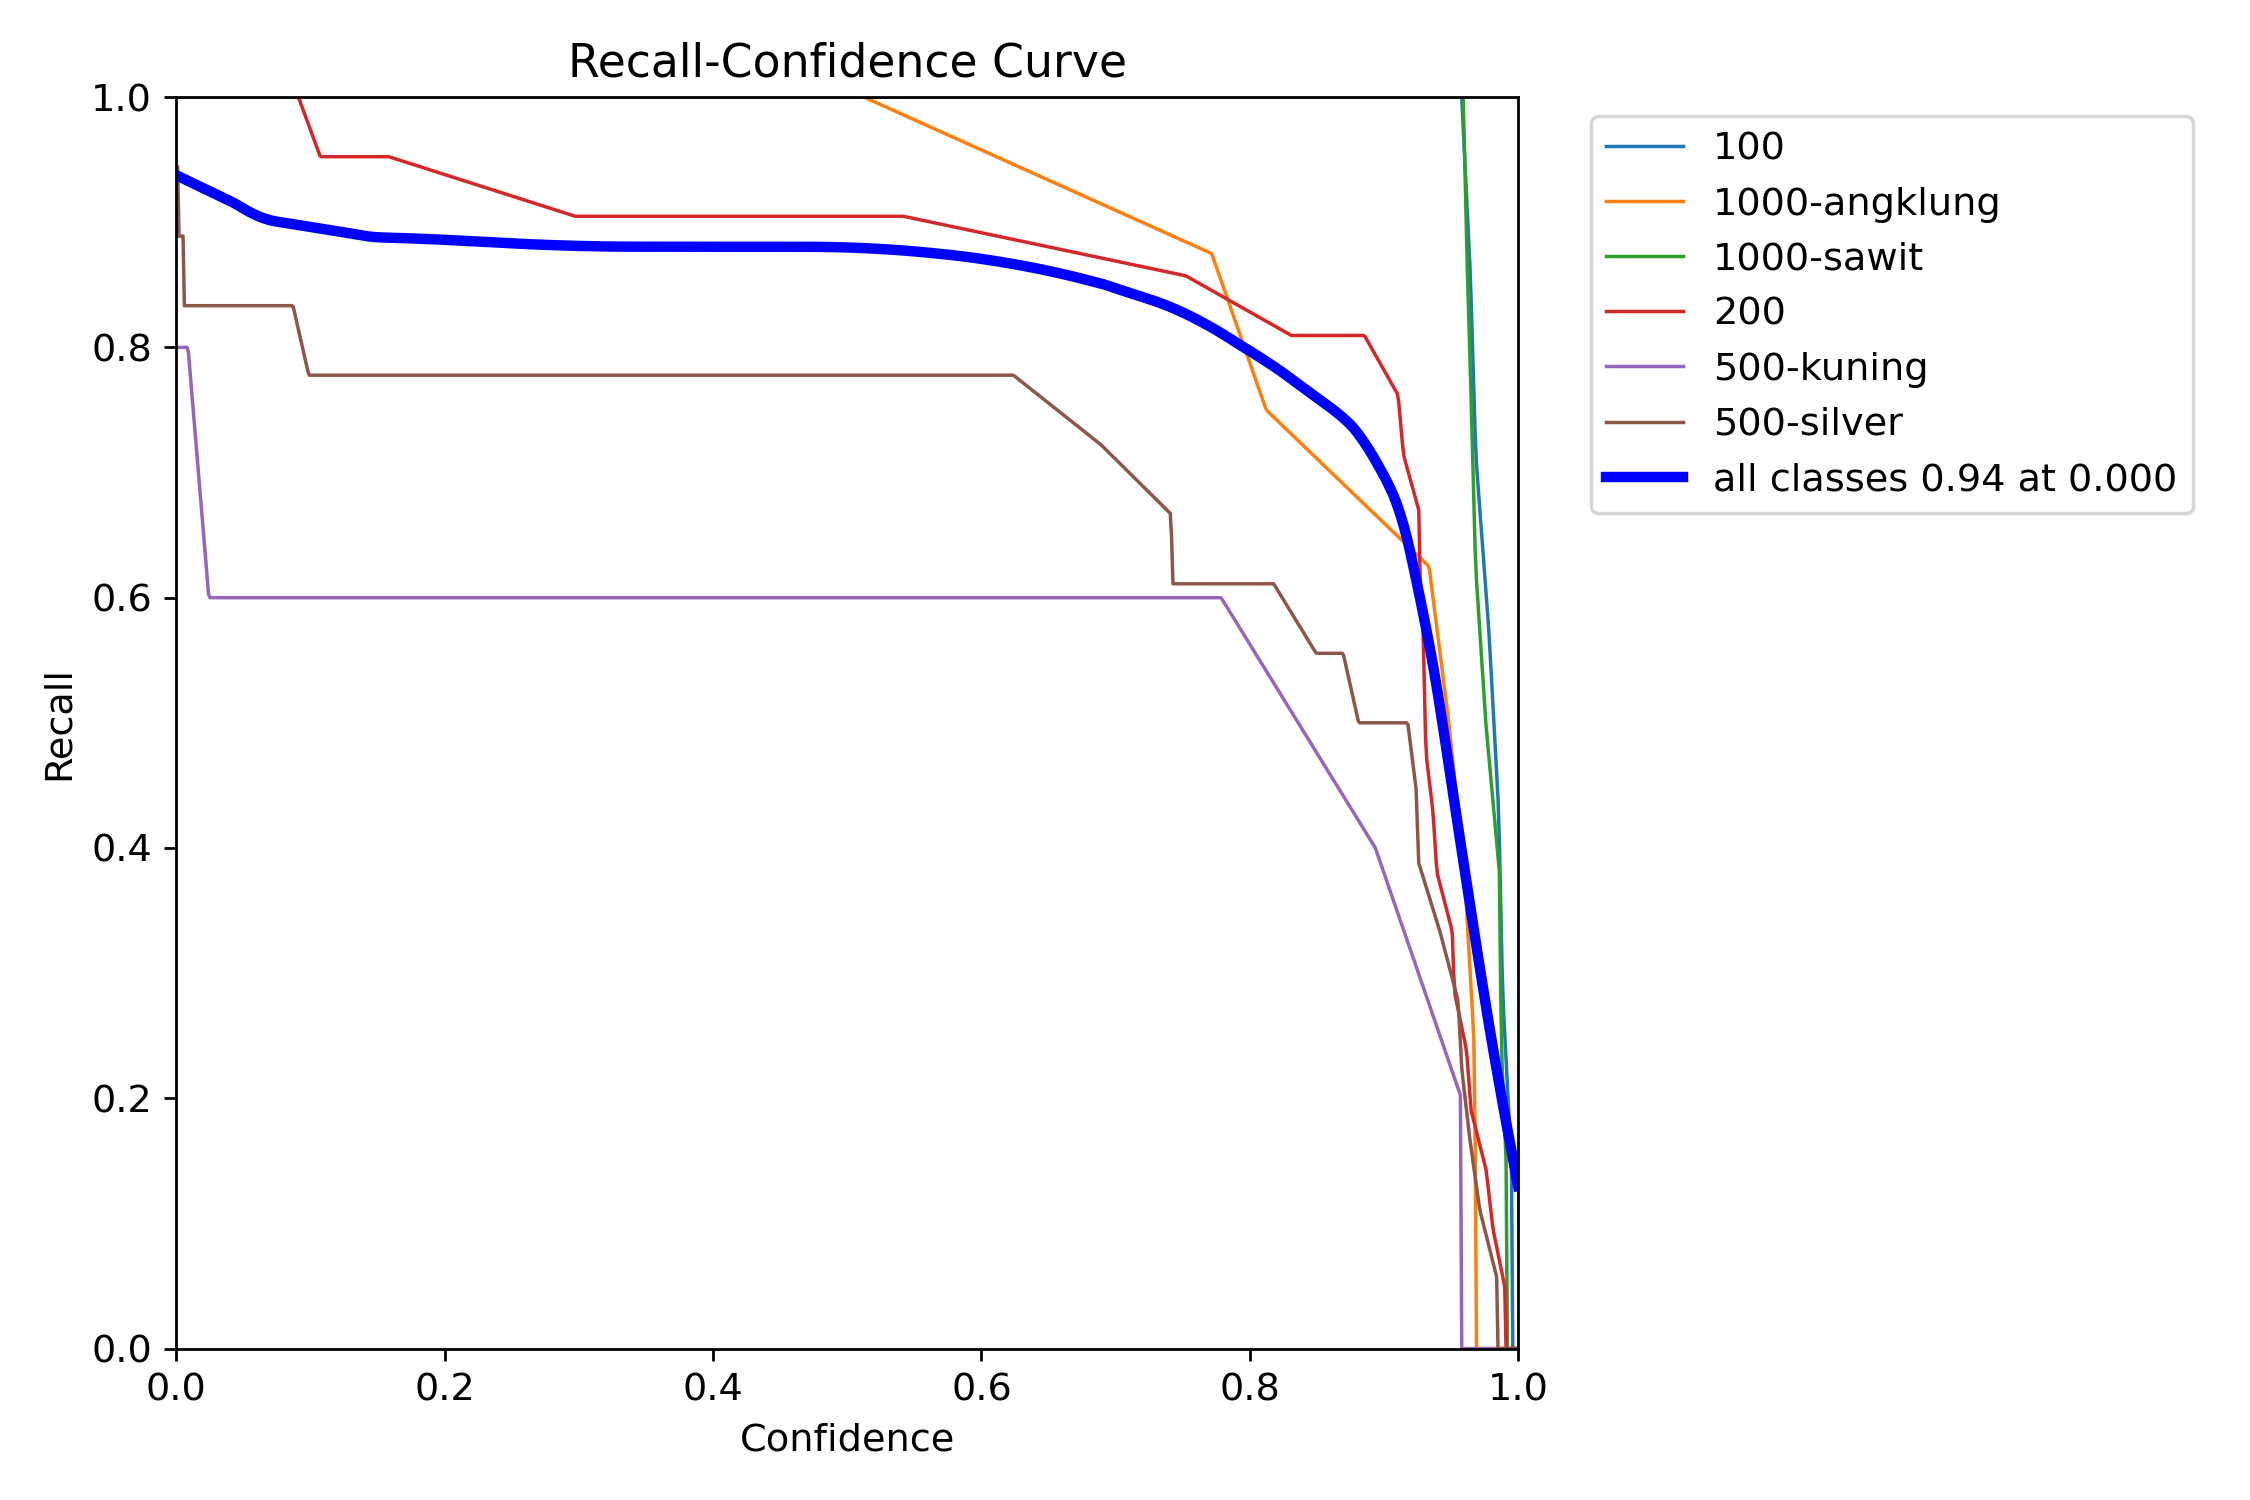 Recall-Confidence Curve
1.0
0.8
0.6
0.4
0.2
0.0
Recall
0.0 0.2 0.4 0.6 0.8 1.0
Confidence
100
1000-angklung
1000-sawit
200
500-kuning
500-silver
all classes 0.94 at 0.000